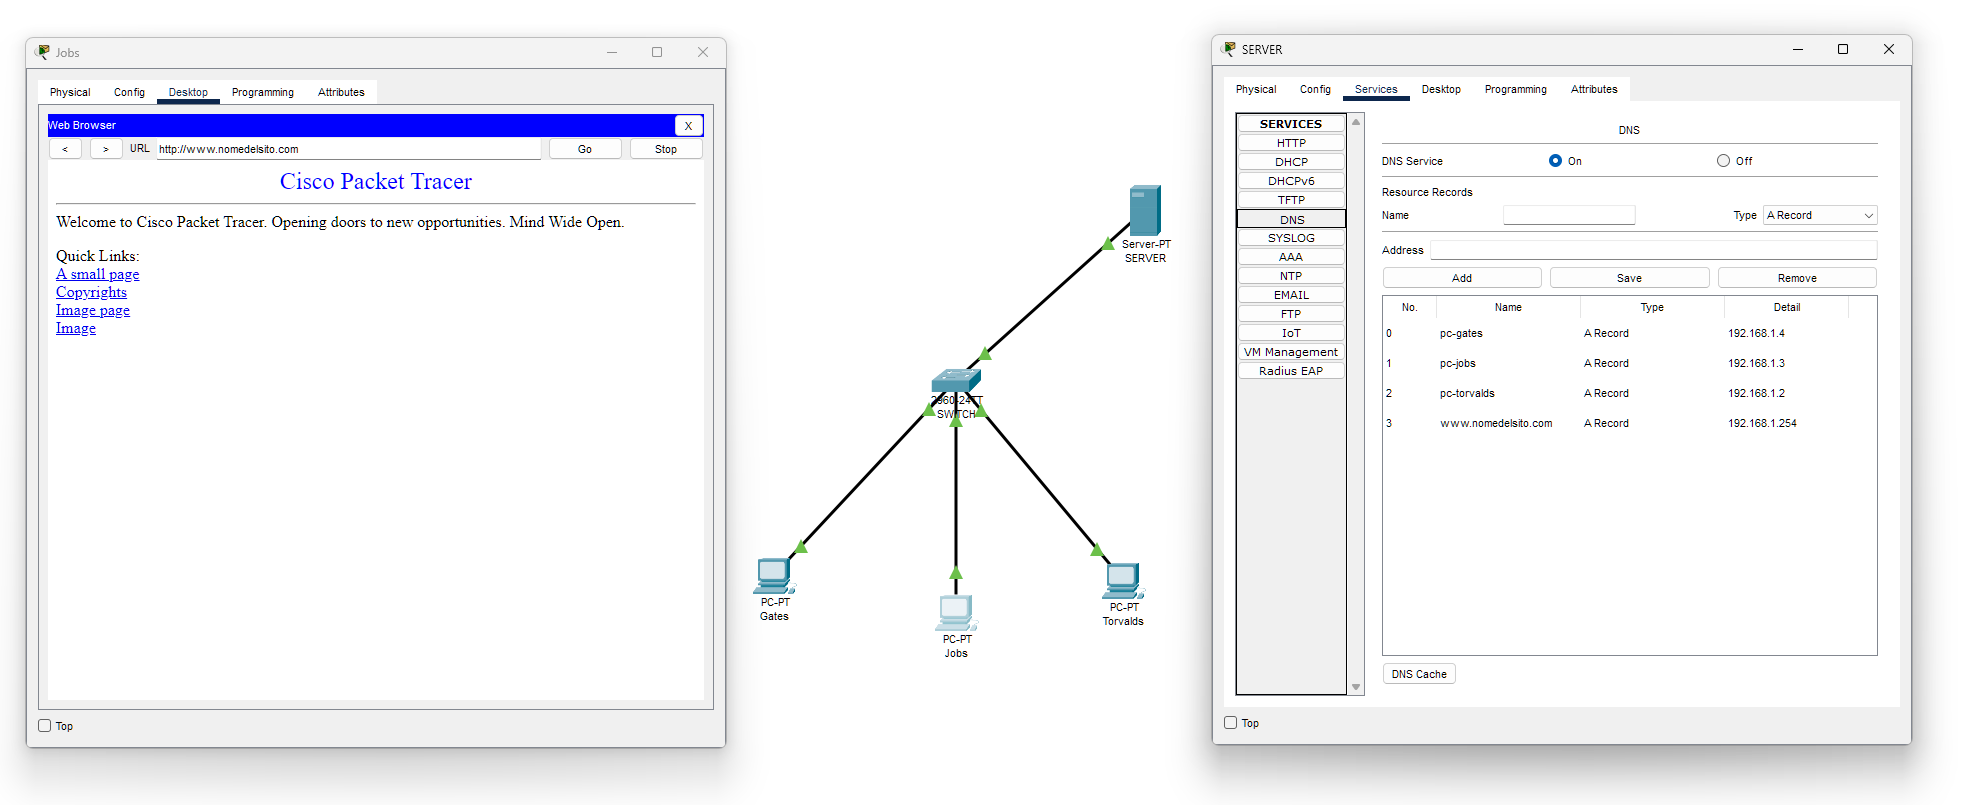 Jobs
Physical Config Desktop Programming Attributes
Web Browser X
< > URL http://www.nomedelsito.com Go Stop
Cisco Packet Tracer
Welcome to Cisco Packet Tracer. Opening doors to new opportunities. Mind Wide Open.
Quick Links:
A small page
Copyrights
Image page
Image
Top
Server-PT
SERVER
2960-24TT
SWITCH
PC-PT
Gates
PC-PT
Jobs
PC-PT
Torvalds
SERVER
Physical Config Services Desktop Programming Attributes
SERVICES
HTTP
DHCP
DHCPv6
TFTP
DNS
SYSLOG
AAA
NTP
EMAIL
FTP
IoT
VM Management
Radius EAP
DNS
DNS Service On Off
Resource Records
Name Type A Record
Address
Add Save Remove
No. Name Type Detail
0 pc-gates A Record 192.168.1.4
1 pc-jobs A Record 192.168.1.3
2 pc-torvalds A Record 192.168.1.2
3 www.nomedelsito.com A Record 192.168.1.254
DNS Cache
Top